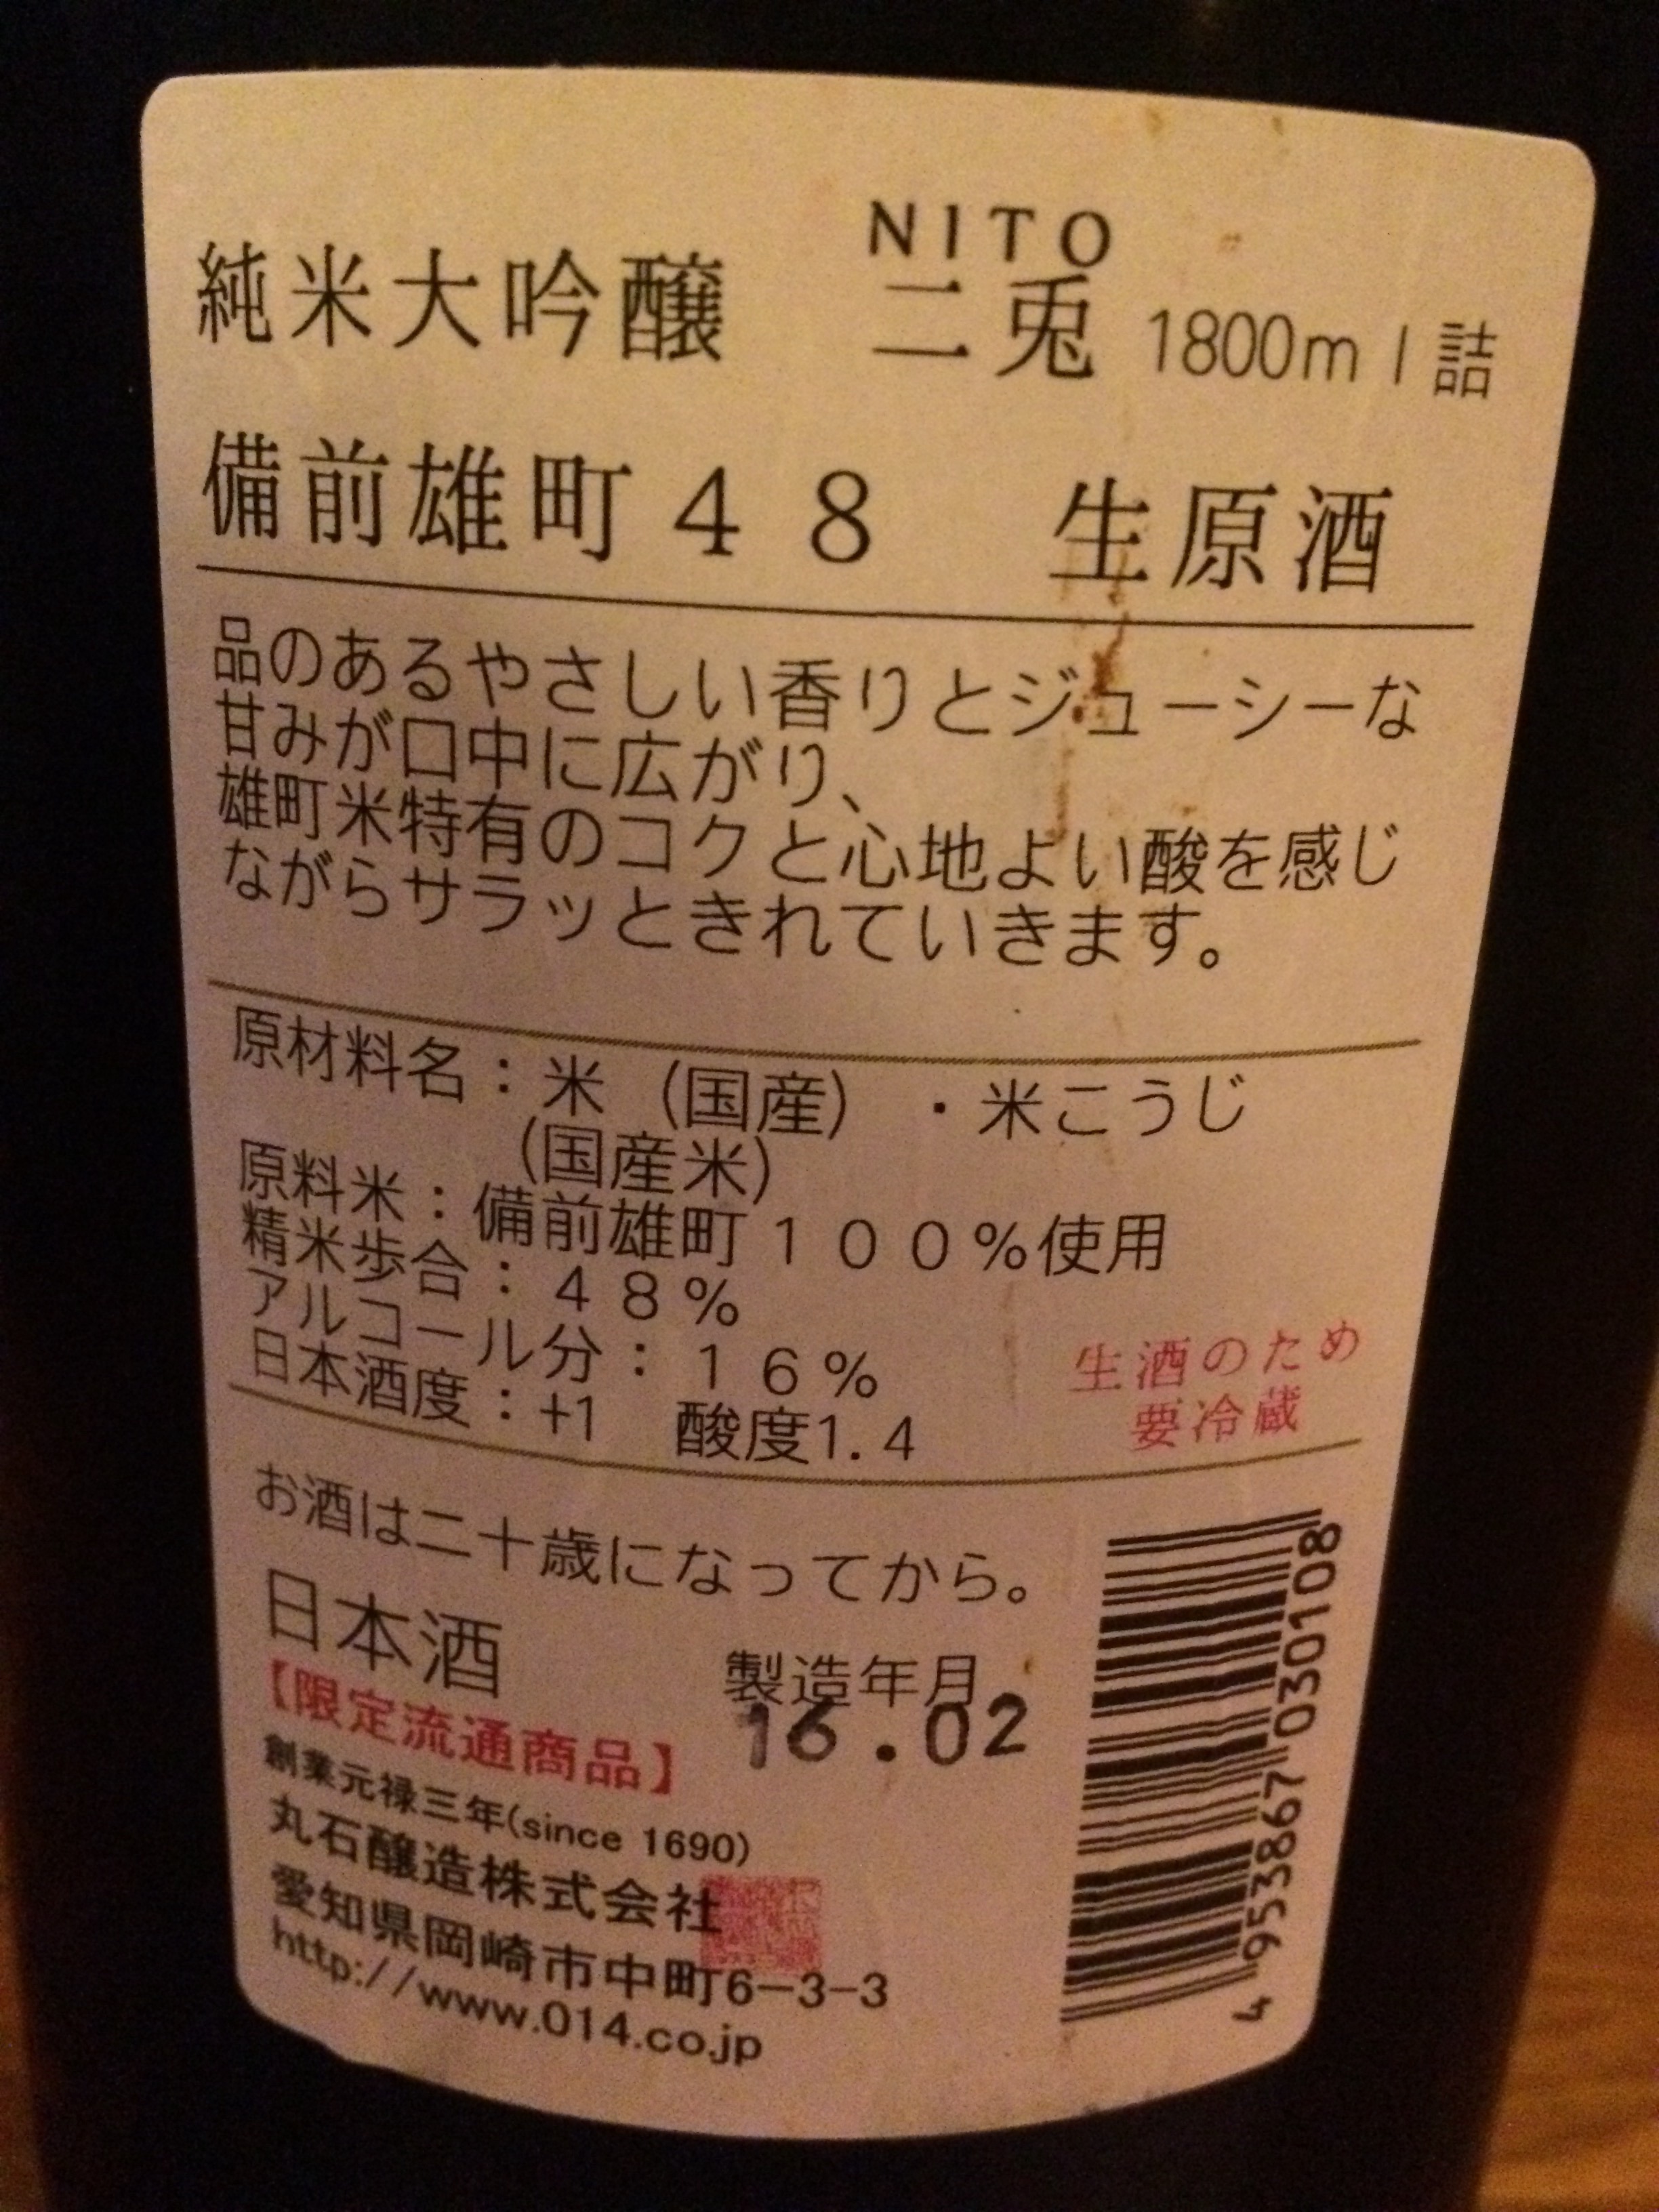 NITO
純米大吟醸 二兎 1800ml詰
備前雄町48 生原酒
品のあるやさしい香りとジューシーな
甘みが口中に広がり、
雄町米特有のコクと心地よい酸を感じ
ながらサラッときれていきます。
原材料名：米（国産）・米こうじ
（国産米）
原料米：備前雄町100%使用
精米歩合：48%
アルコール分：16%
日本酒度：+1 酸度1.4
生酒のため
要冷蔵
お酒は二十歳になってから。
日本酒
製造年月
16.02
【限定流通商品】
創業元禄三年(since 1690)
丸石醸造株式会社
愛知県岡崎市中町6-3-3
http://www.014.co.jp
4 953867 030108